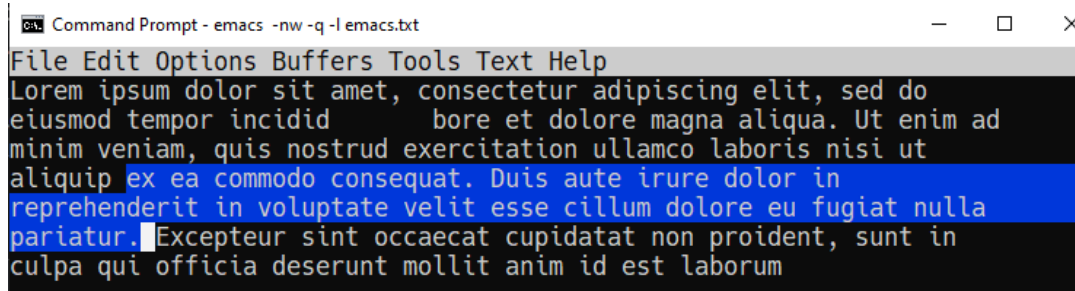 Command Prompt - emacs -nw -q -l emacs.txt
File Edit Options Buffers Tools Text Help
Lorem ipsum dolor sit amet, consectetur adipiscing elit, sed do
eiusmod tempor incidid       bore et dolore magna aliqua. Ut enim ad
minim veniam, quis nostrud exercitation ullamco laboris nisi ut
aliquip ex ea commodo consequat. Duis aute irure dolor in
reprehenderit in voluptate velit esse cillum dolore eu fugiat nulla
pariatur. Excepteur sint occaecat cupidatat non proident, sunt in
culpa qui officia deserunt mollit anim id est laborum